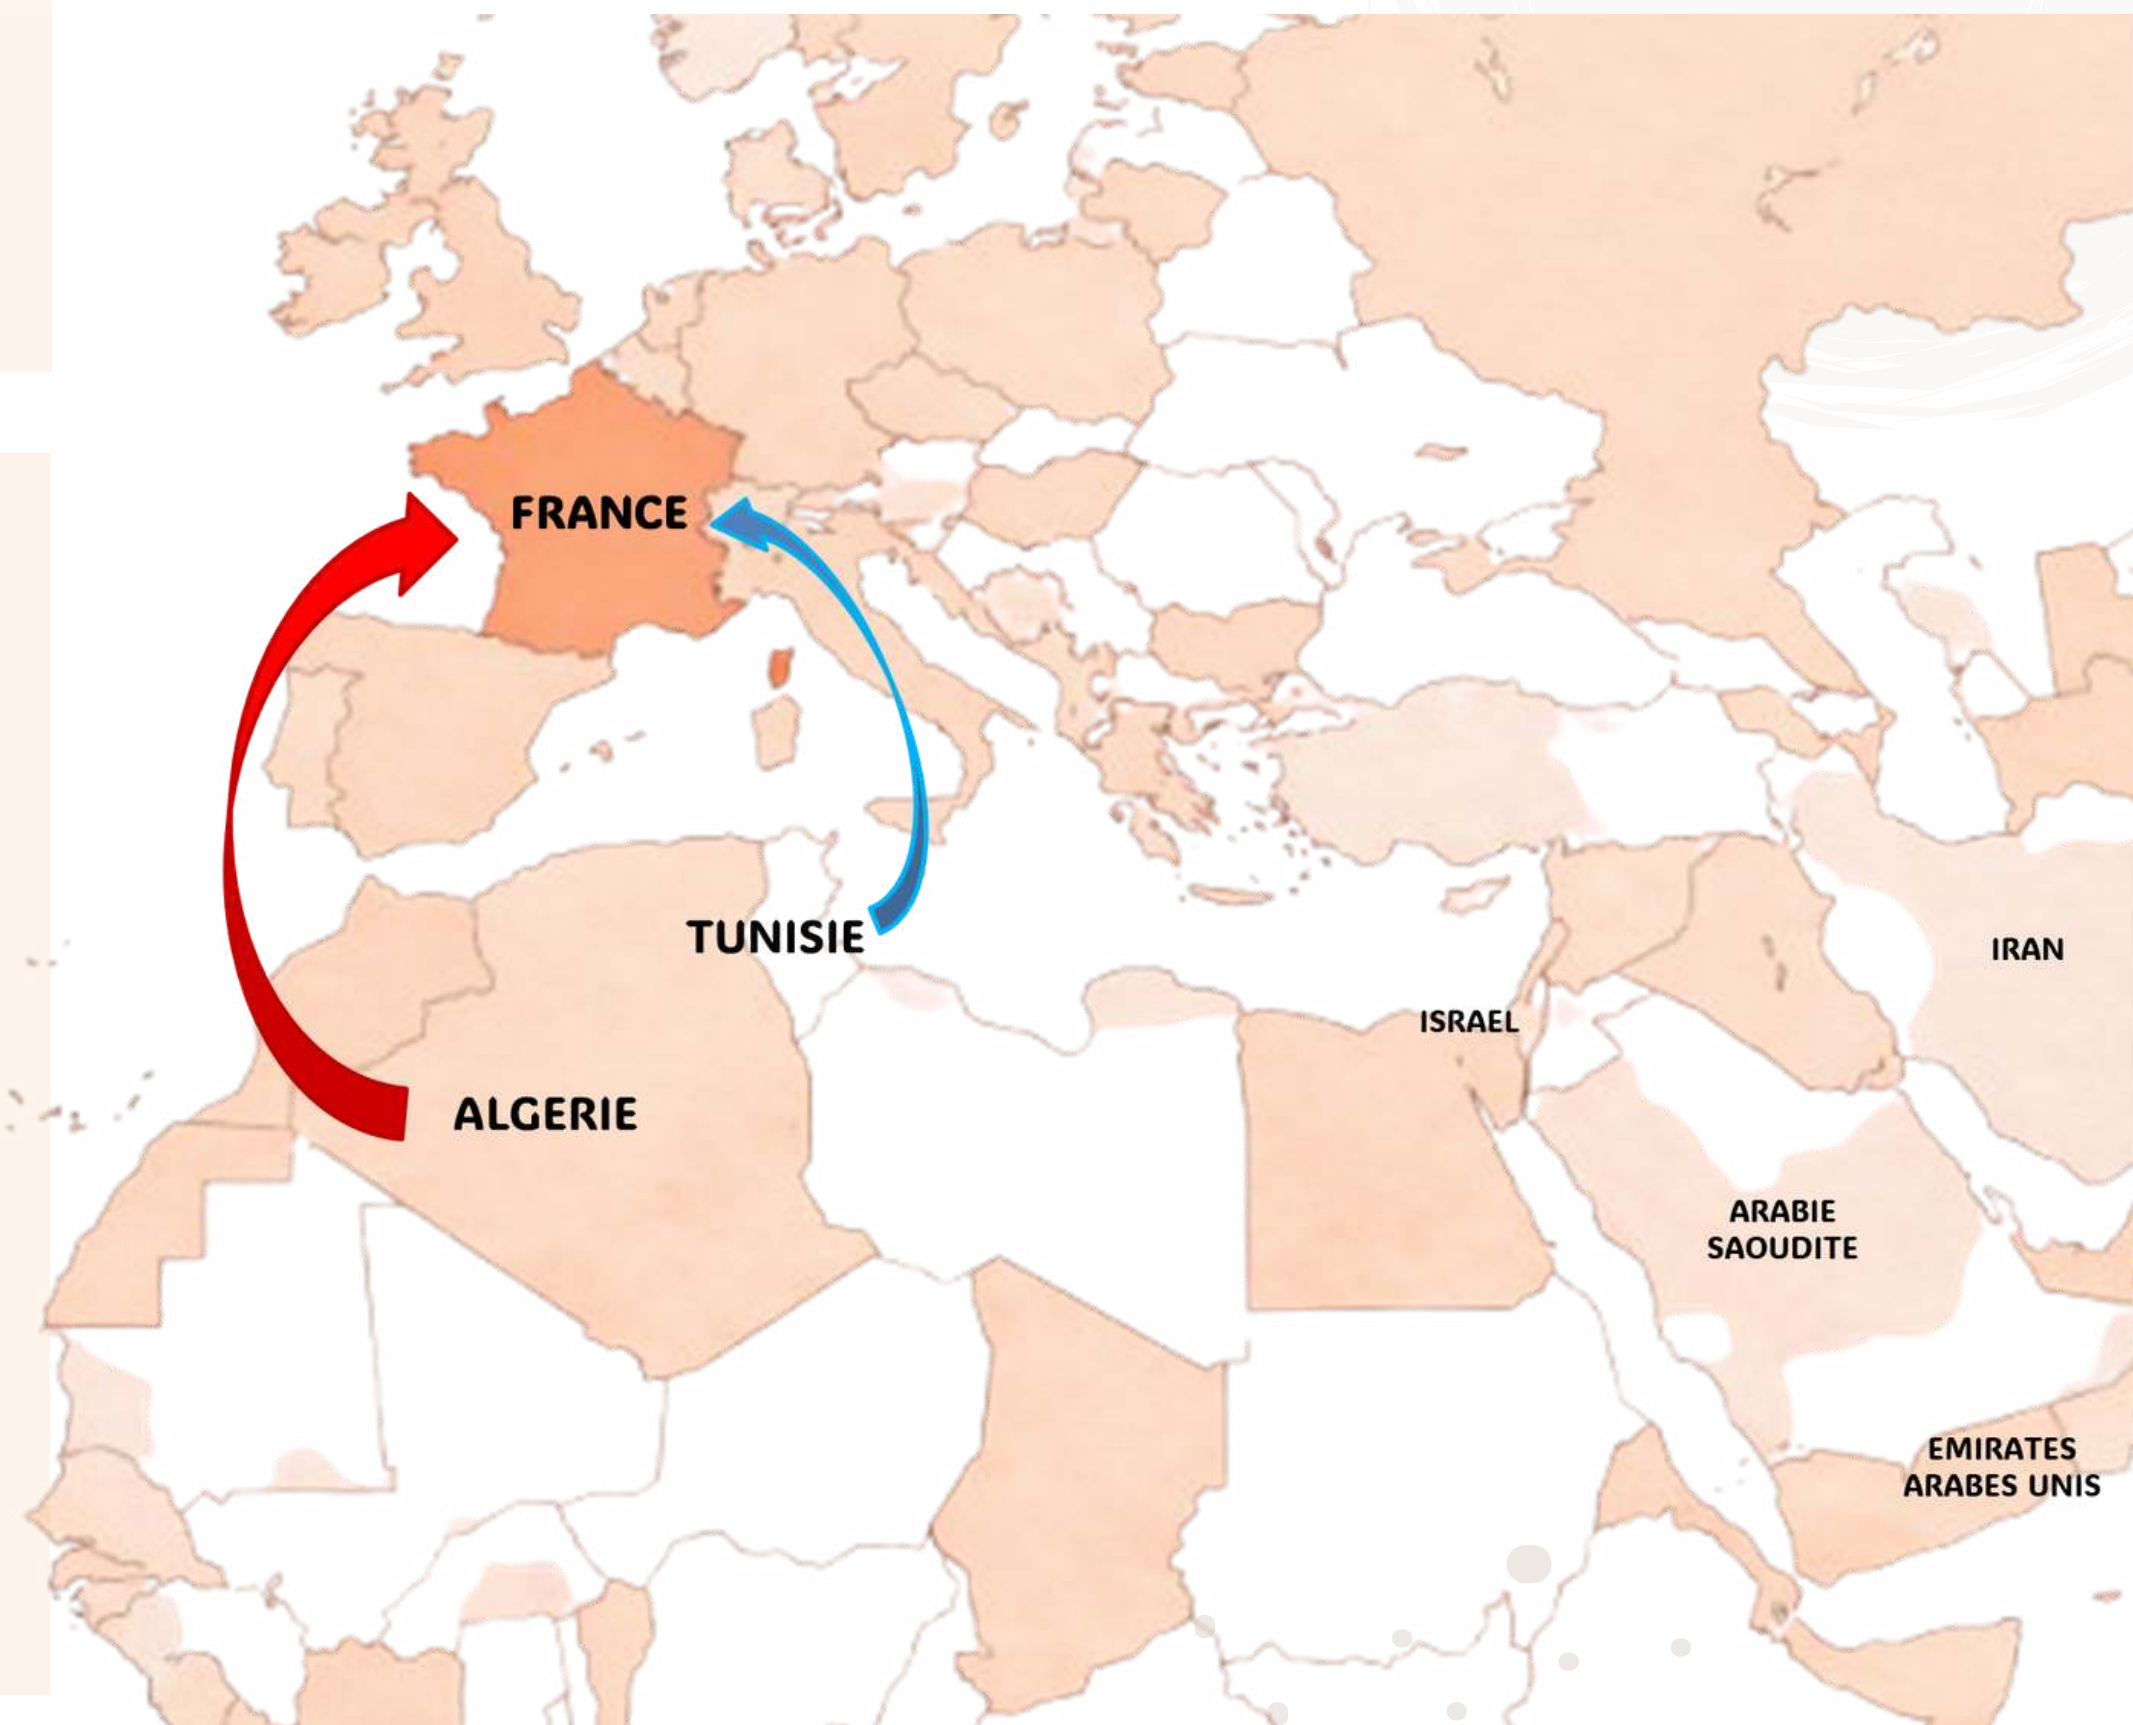 FRANCE
TUNISIE
IRAN
ISRAEL
ALGERIE
ARABIE
SAOUDITE
EMIRATES
ARABES UNIS